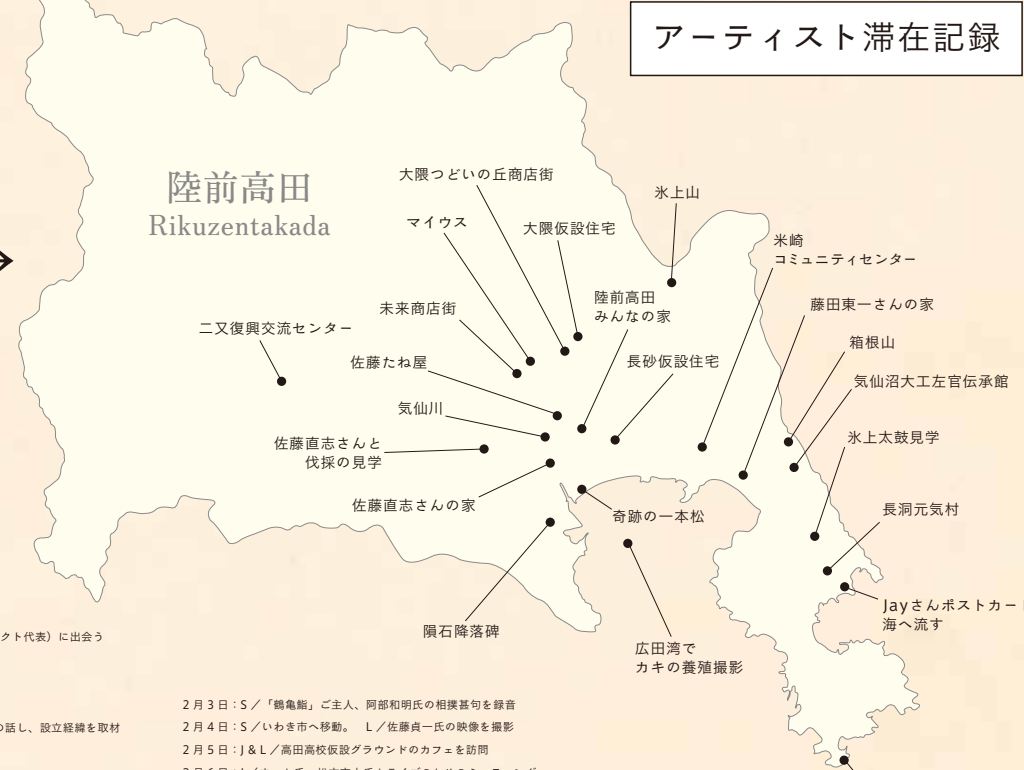 アーティスト滞在記録
陸前高田
Rikuzentakada
大隈つどいの丘商店街
マイウス
大隈仮設住宅
氷上山
米崎
コミュニティセンター
未来商店街
陸前高田
みんなの家
藤田東一さんの家
二又復興交流センター
佐藤たね屋
長砂仮設住宅
箱根山
気仙沼大工左官伝承館
気仙川
佐藤直志さんと
伐採の見学
氷上太鼓見学
佐藤直志さんの家
奇跡の一本松
長洞元気村
隕石降落碑
広田湾で
カキの養殖撮影
Jayさんポストカー
海へ流す
クト代表）に出会う
の話し、設立経緯を取材
2月3日：S／「鶴亀鮨」ご主人、阿部和明氏の相撲甚句を録音
2月4日：S／いわき市へ移動。 L／佐藤貞一氏の映像を撮影
2月5日：J＆L／高田高校仮設グラウンドのカフェを訪問